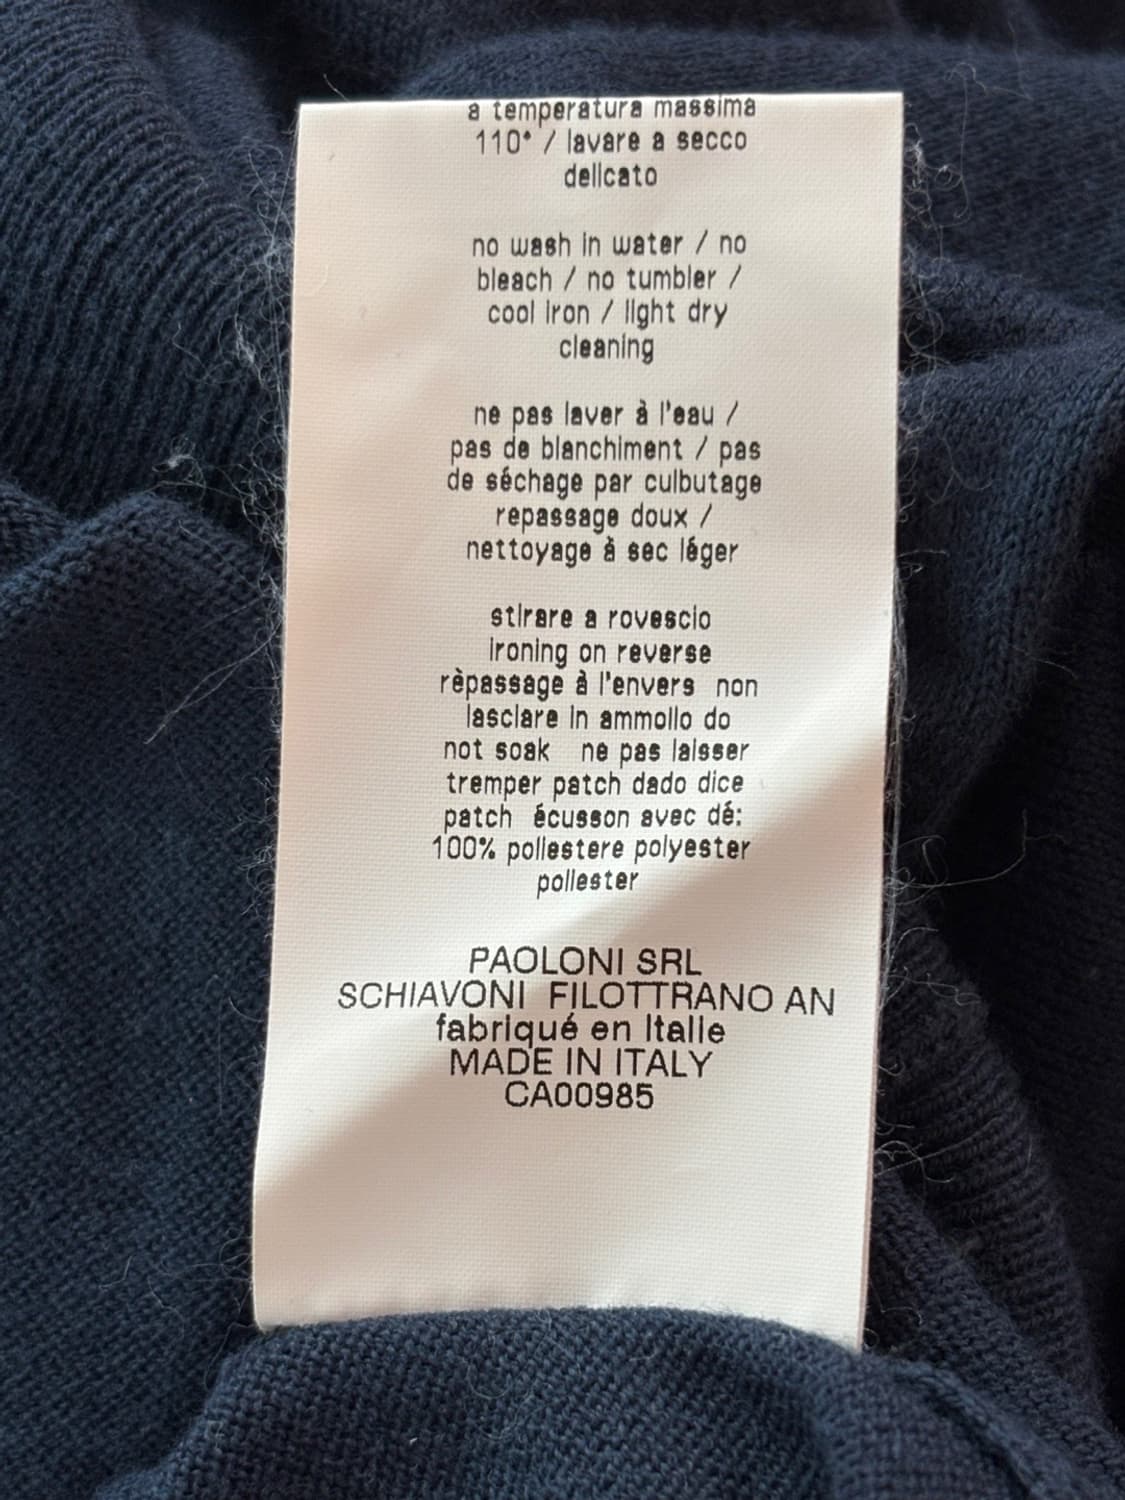 a temperatura massima
110° / lavare a secco
delicato
no wash in water / no
bleach / no tumbler /
cool iron / light dry
cleaning
ne pas laver à l'eau /
pas de blanchiment / pas
de séchage par culbutage
repassage doux /
nettoyage à sec léger
stirare a rovescio
ironing on reverse
rèpassage à l'envers non
lasciare in ammollo do
not soak ne pas laisser
tremper patch dado dice
patch écusson avec dé:
100% poliestere polyester
poliester
PAOLONI SRL
SCHIAVONI FILOTTRANO AN
fabriqué en Italie
MADE IN ITALY
CA00985